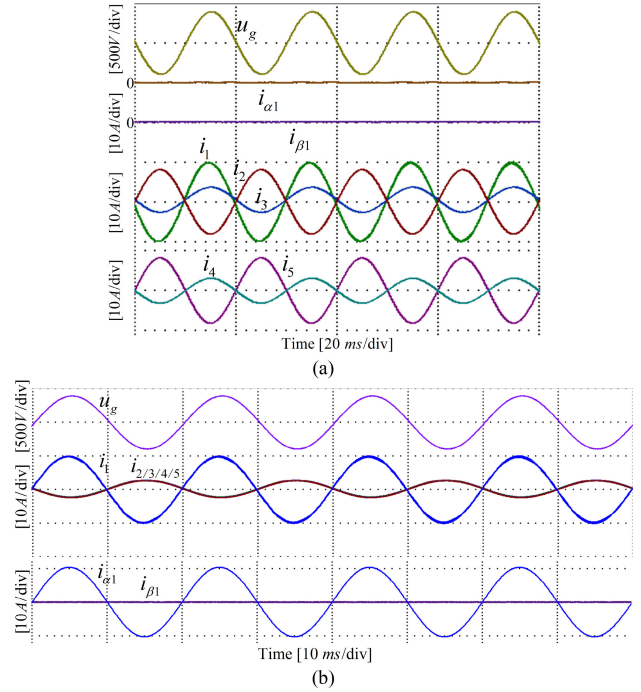 [500V/div]
u_g
0
i_α1
0
[10A/div]
i_β1
i_1
i_2
i_3
[10A/div]
i_4
i_5
[10A/div]
Time [20 ms/div]
(a)
[500V/div]
u_g
i_1
i_2/3/4/5
[10A/div]
i_α1
i_β1
[10A/div]
Time [10 ms/div]
(b)